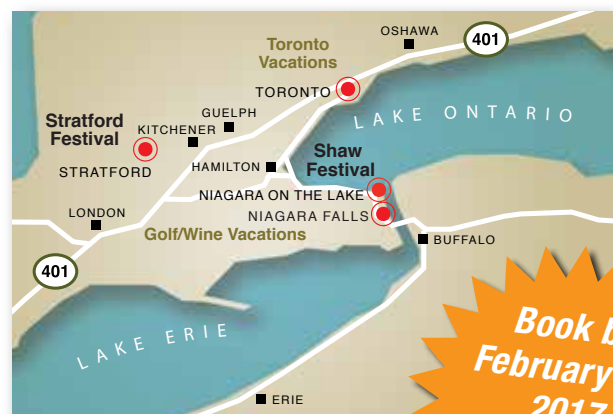 OSHAWA
401
Toronto
Vacations
TORONTO
LAKE ONTARIO
GUELPH
Stratford
Festival
KITCHENER
STRATFORD
HAMILTON
Shaw
Festival
NIAGARA ON THE LAKE
NIAGARA FALLS
LONDON
Golf/Wine Vacations
BUFFALO
401
LAKE ERIE
ERIE
Book
February
2017